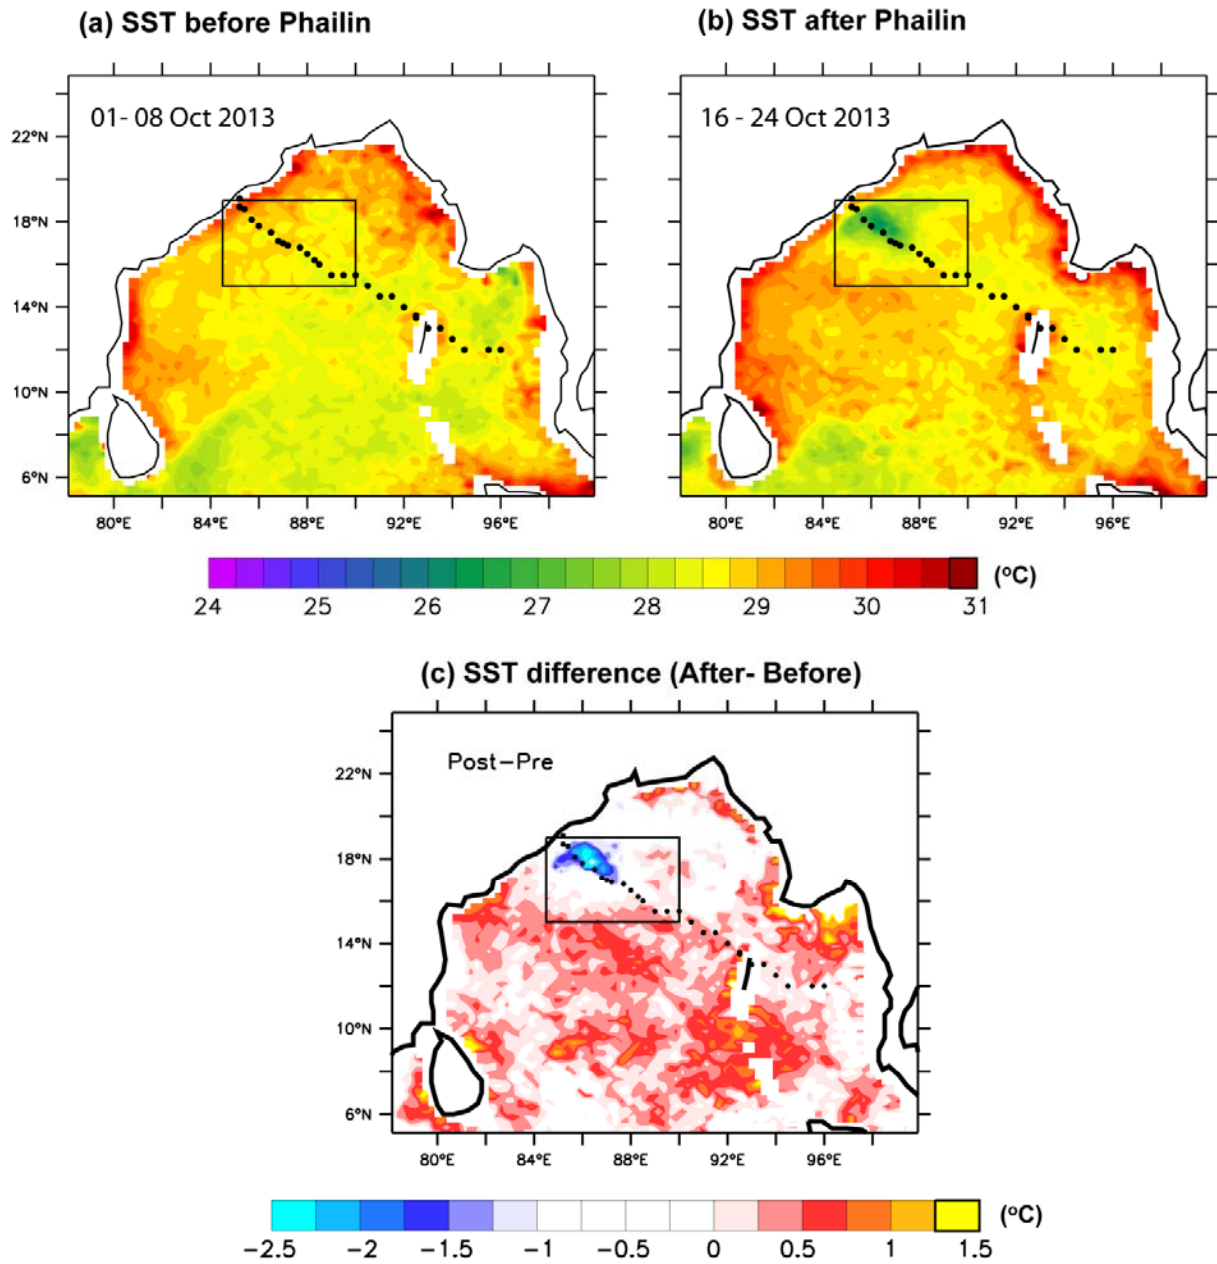 (a) SST before Phailin
(b) SST after Phailin
01- 08 Oct 2013
16 - 24 Oct 2013
22°N
18°N
14°N
10°N
6°N
80°E 84°E 88°E 92°E 96°E
22°N
18°N
14°N
10°N
6°N
80°E 84°E 88°E 92°E 96°E
(°C)
24 25 26 27 28 29 30 31
(c) SST difference (After- Before)
Post-Pre
22°N
18°N
14°N
10°N
6°N
80°E 84°E 88°E 92°E 96°E
(°C)
-2.5 -2 -1.5 -1 -0.5 0 0.5 1 1.5